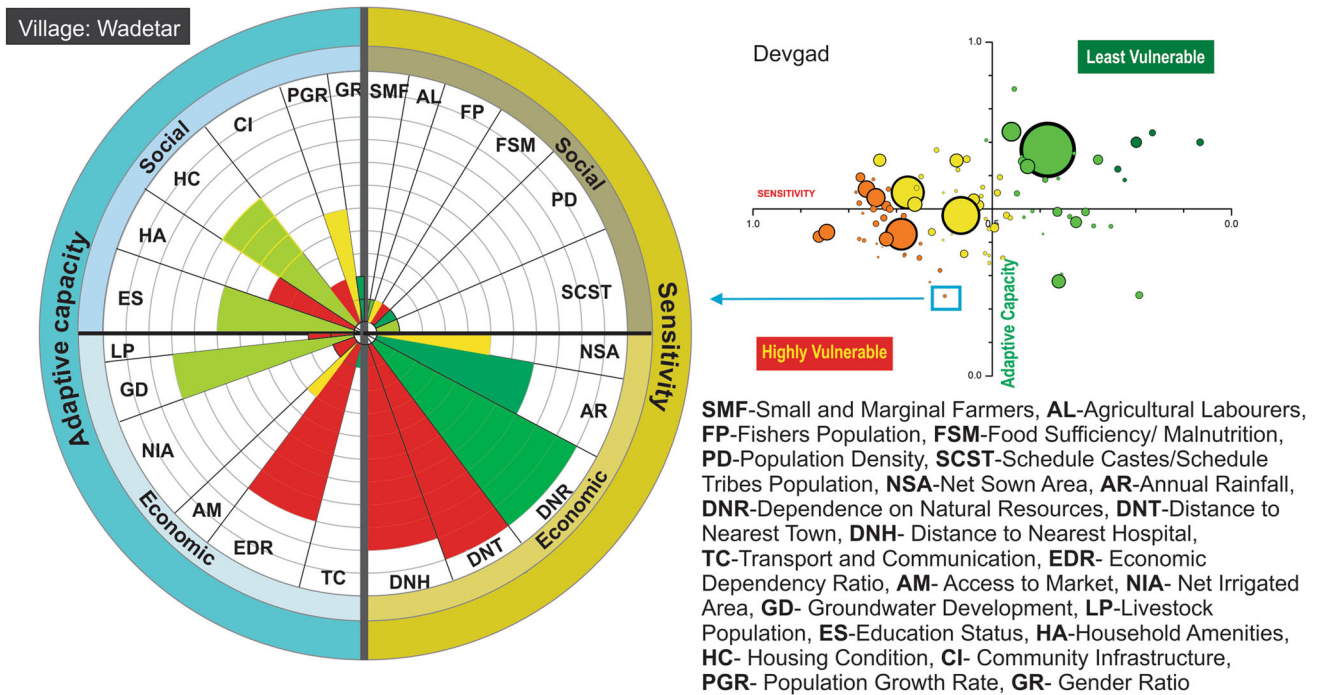 Village: Wadetar
Adaptive capacity
Sensitivity
Social
Social
Economic
Economic
PGR
GR
SMF
AL
FP
FSM
PD
SCST
NSA
AR
DNR
DNT
DNH
TC
EDR
AM
NIA
GD
LP
ES
HA
HC
CI
Devgad
1.0
Least Vulnerable
SENSITIVITY
1.0
0.0
Adaptive Capacity
Highly Vulnerable
0.0
SMF-Small and Marginal Farmers, AL-Agricultural Labourers,
FP-Fishers Population, FSM-Food Sufficiency/ Malnutrition,
PD-Population Density, SCST-Schedule Castes/Schedule
Tribes Population, NSA-Net Sown Area, AR-Annual Rainfall,
DNR-Dependence on Natural Resources, DNT-Distance to
Nearest Town, DNH- Distance to Nearest Hospital,
TC-Transport and Communication, EDR- Economic
Dependency Ratio, AM- Access to Market, NIA- Net Irrigated
Area, GD- Groundwater Development, LP-Livestock
Population, ES-Education Status, HA-Household Amenities,
HC- Housing Condition, CI- Community Infrastructure,
PGR- Population Growth Rate, GR- Gender Ratio